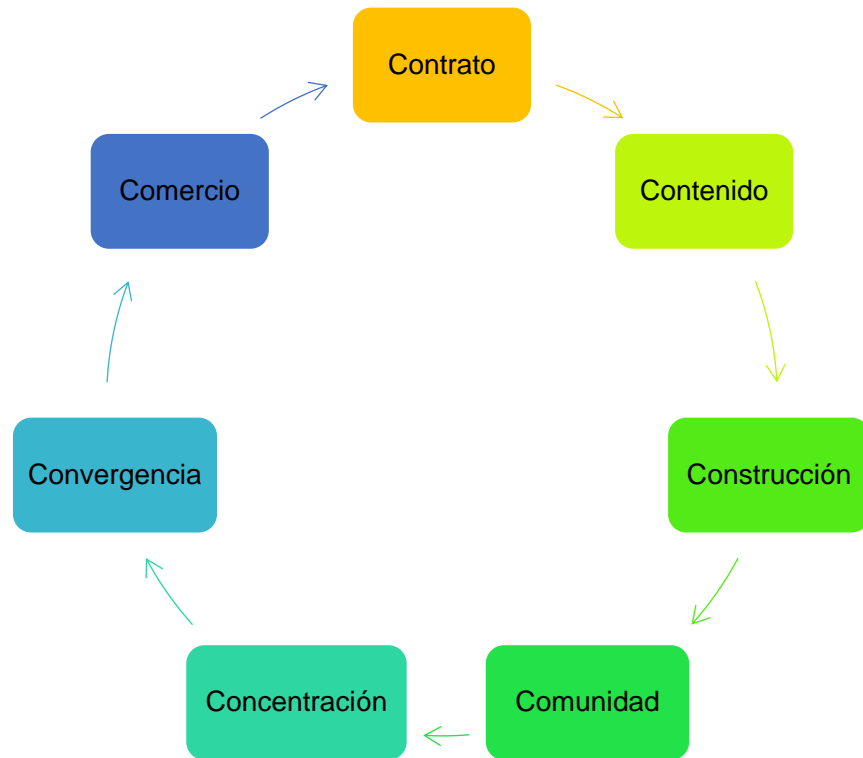 Contrato
Contenido
Construcción
Comunidad
Concentración
Convergencia
Comercio